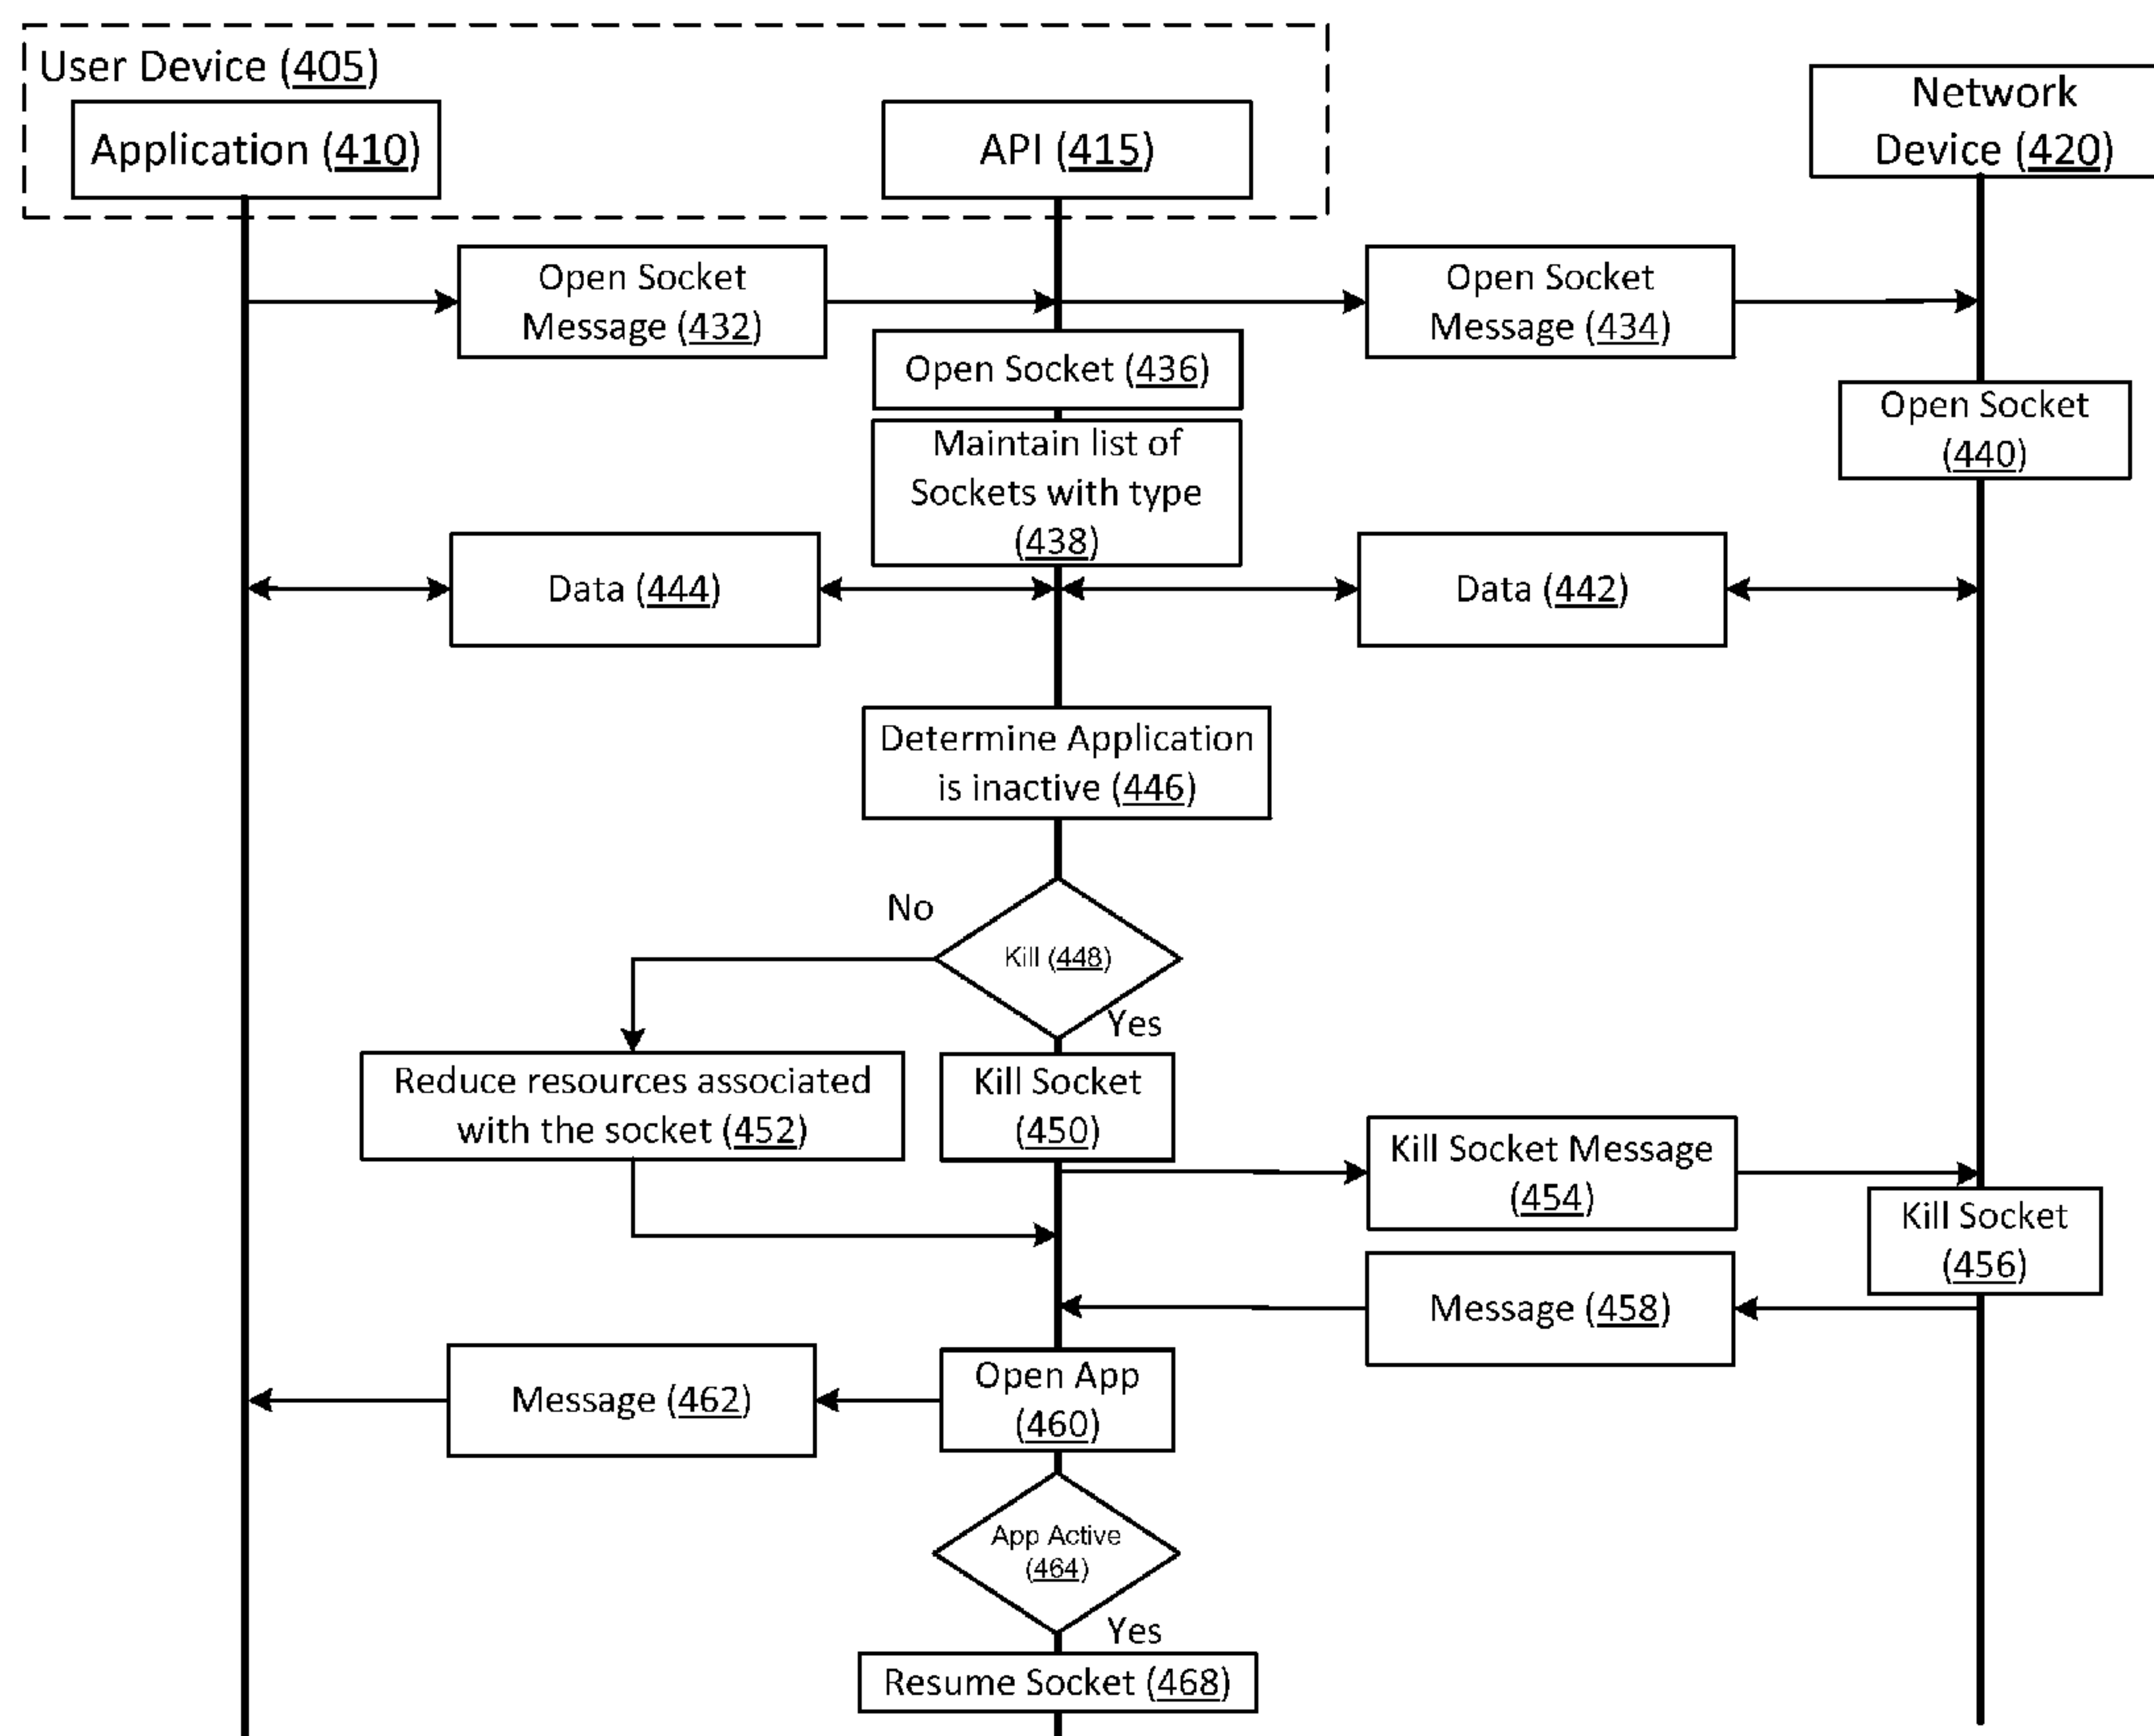 User Device (405)
Application (410)
API (415)
Network
Device (420)
Open Socket
Message (432)
Open Socket
Message (434)
Open Socket (436)
Open Socket
(440)
Maintain list of
Sockets with type
(438)
Data (444)
Data (442)
Determine Application
is inactive (446)
No
Kill (448)
Yes
Reduce resources associated
with the socket (452)
Kill Socket
(450)
Kill Socket Message
(454)
Kill Socket
(456)
Message (458)
Open App
(460)
Message (462)
App Active
(464)
Yes
Resume Socket (468)